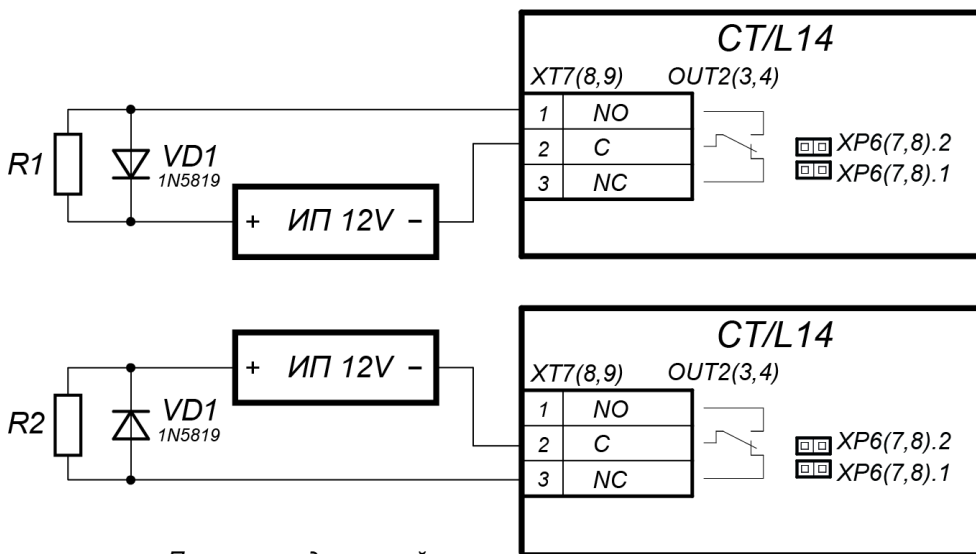 CT/L14
XT7(8,9) OUT2(3,4)
1 NO
2 C
3 NC
XP6(7,8).2
XP6(7,8).1
R1
VD1
1N5819
+ ИП 12V −
CT/L14
XT7(8,9) OUT2(3,4)
1 NO
2 C
3 NC
XP6(7,8).2
XP6(7,8).1
+ ИП 12V −
R2
VD1
1N5819